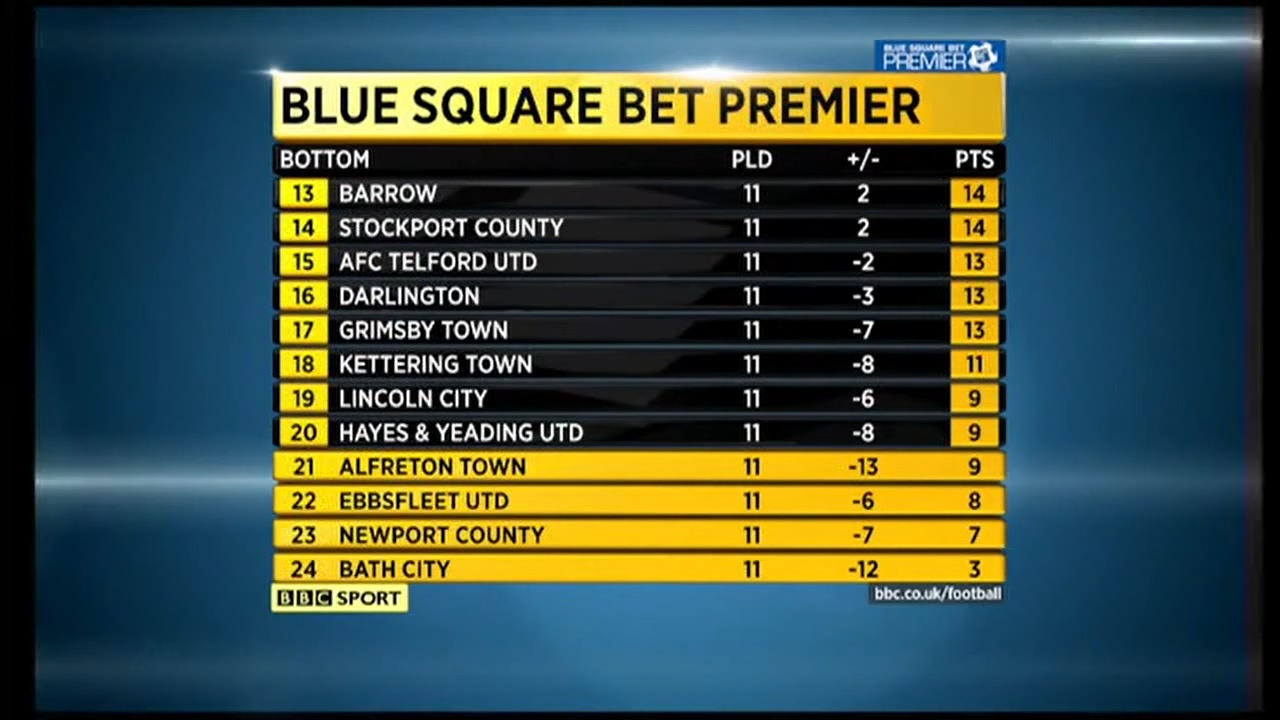 BLUE SQUARE BET
PREMIER
BLUE SQUARE BET PREMIER
BOTTOM PLD +/- PTS
13 BARROW 11 2 14
14 STOCKPORT COUNTY 11 2 14
15 AFC TELFORD UTD 11 -2 13
16 DARLINGTON 11 -3 13
17 GRIMSBY TOWN 11 -7 13
18 KETTERING TOWN 11 -8 11
19 LINCOLN CITY 11 -6 9
20 HAYES & YEADING UTD 11 -8 9
21 ALFRETON TOWN 11 -13 9
22 EBBSFLEET UTD 11 -6 8
23 NEWPORT COUNTY 11 -7 7
24 BATH CITY 11 -12 3
BBC SPORT bbc.co.uk/football